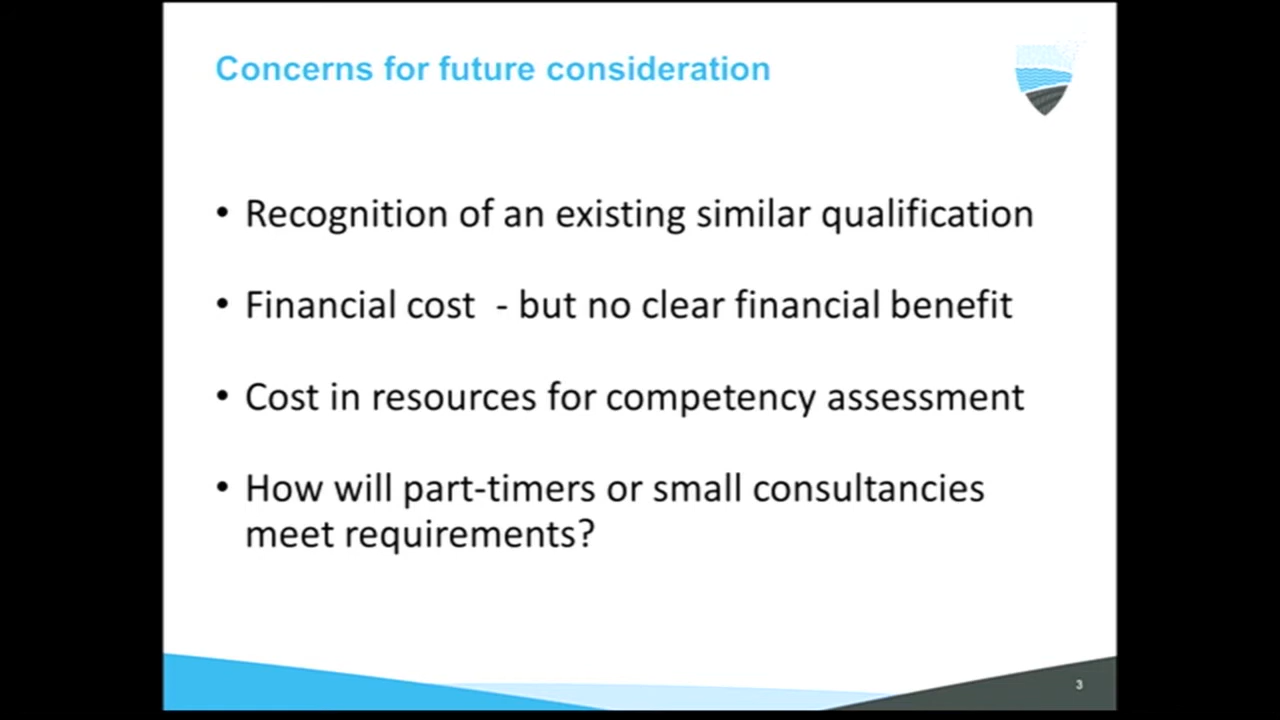 Concerns for future consideration
• Recognition of an existing similar qualification
• Financial cost  - but no clear financial benefit
• Cost in resources for competency assessment
• How will part-timers or small consultancies
meet requirements?
3